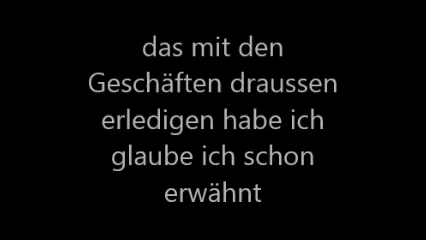 das mit den
Geschäften draussen
erledigen habe ich
glaube ich schon
erwähnt